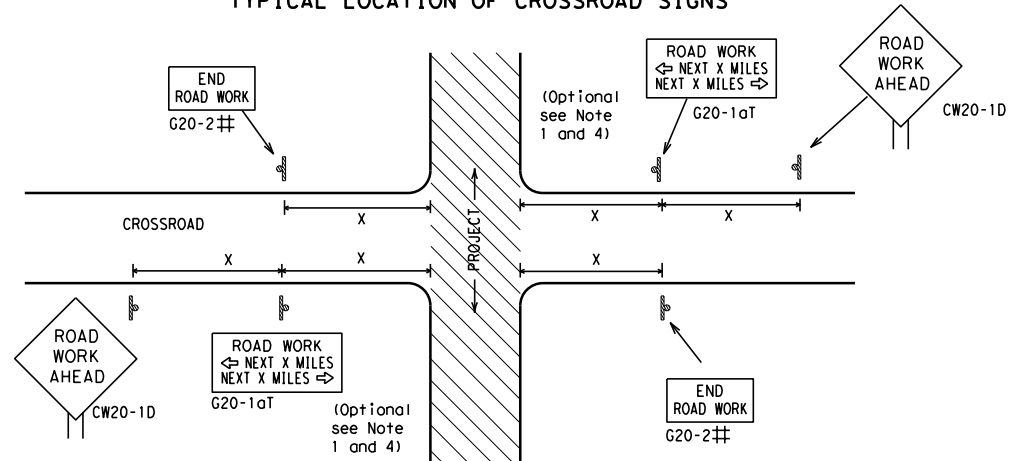 TYPICAL LOCATION OF CROSSROAD SIGNS
END
ROAD WORK
G20-2⌗
ROAD WORK
⇦ NEXT X MILES
NEXT X MILES ⇨
G20-1aT
(Optional
see Note
1 and 4)
ROAD
WORK
AHEAD
CW20-1D
X
X
X
CROSSROAD
PROJECT
X
X
X
ROAD
WORK
AHEAD
CW20-1D
ROAD WORK
⇦ NEXT X MILES
NEXT X MILES ⇨
G20-1aT
(Optional
see Note
1 and 4)
END
ROAD WORK
G20-2⌗